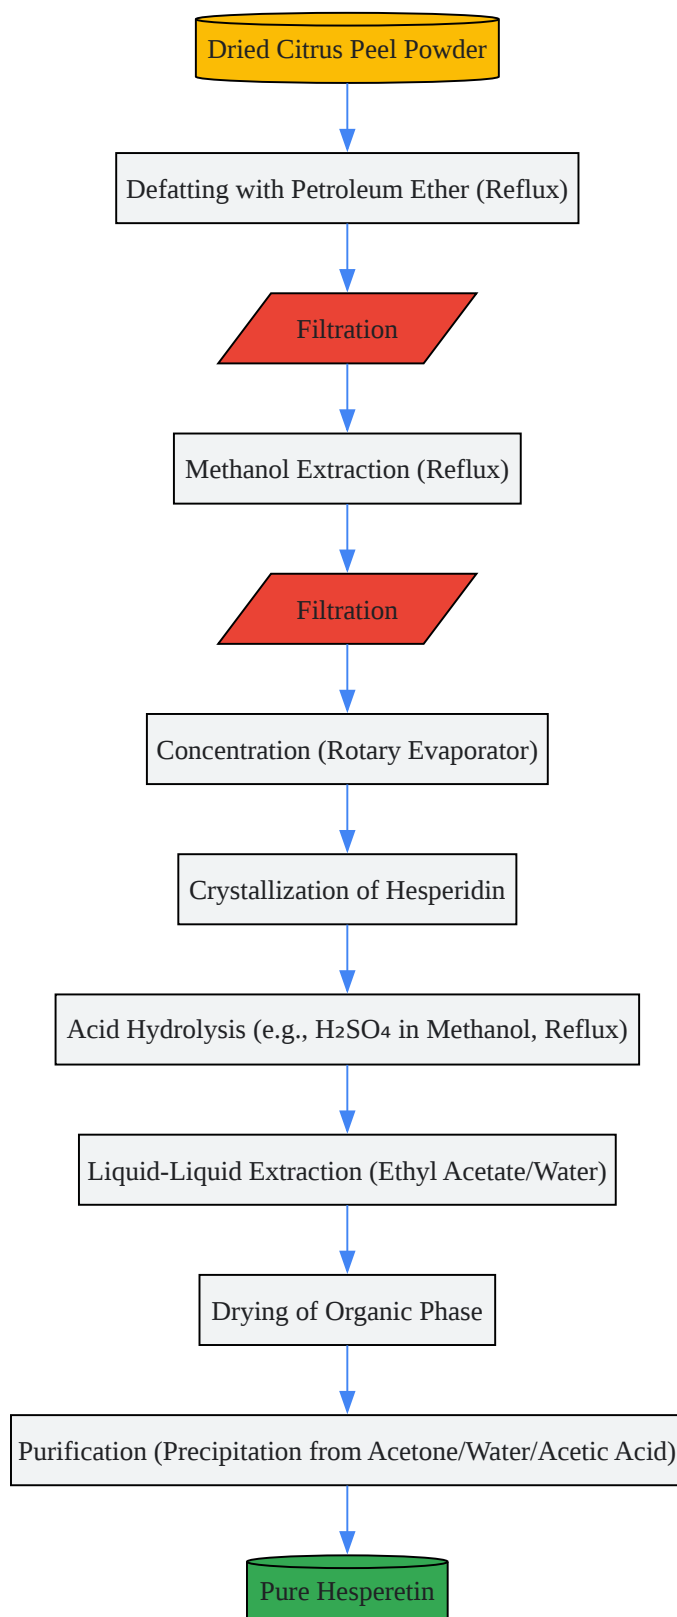 Dried Citrus Peel Powder
Defatting with Petroleum Ether (Reflux)
Filtration
Methanol Extraction (Reflux)
Filtration
Concentration (Rotary Evaporator)
Crystallization of Hesperidin
Acid Hydrolysis (e.g., H₂SO₄ in Methanol, Reflux)
Liquid-Liquid Extraction (Ethyl Acetate/Water)
Drying of Organic Phase
Purification (Precipitation from Acetone/Water/Acetic Acid)
Pure Hesperetin